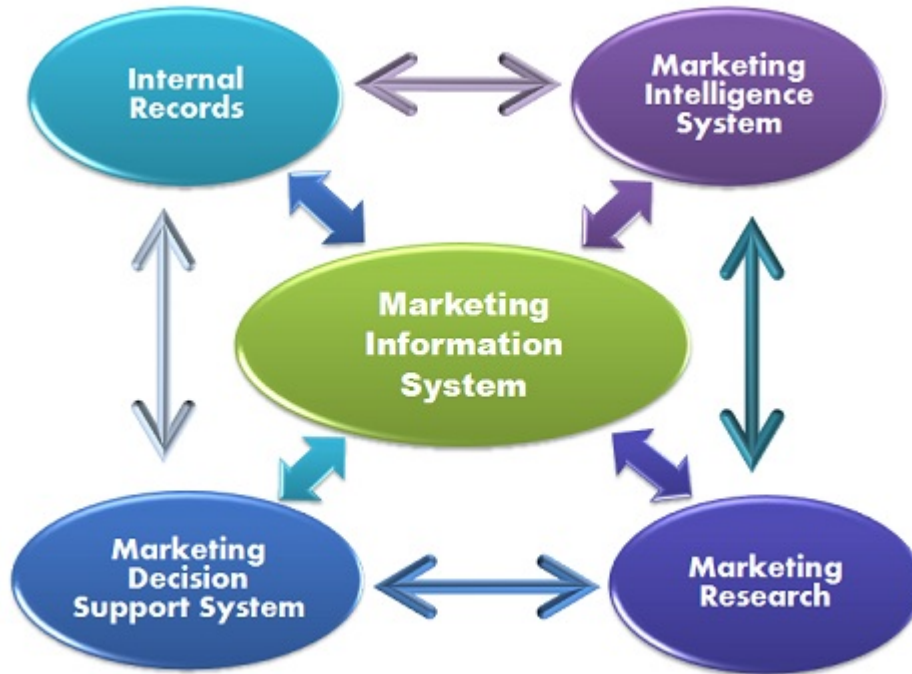 Internal
Records
Marketing
Intelligence
System
Marketing
Information
System
Marketing
Decision
Support System
Marketing
Research